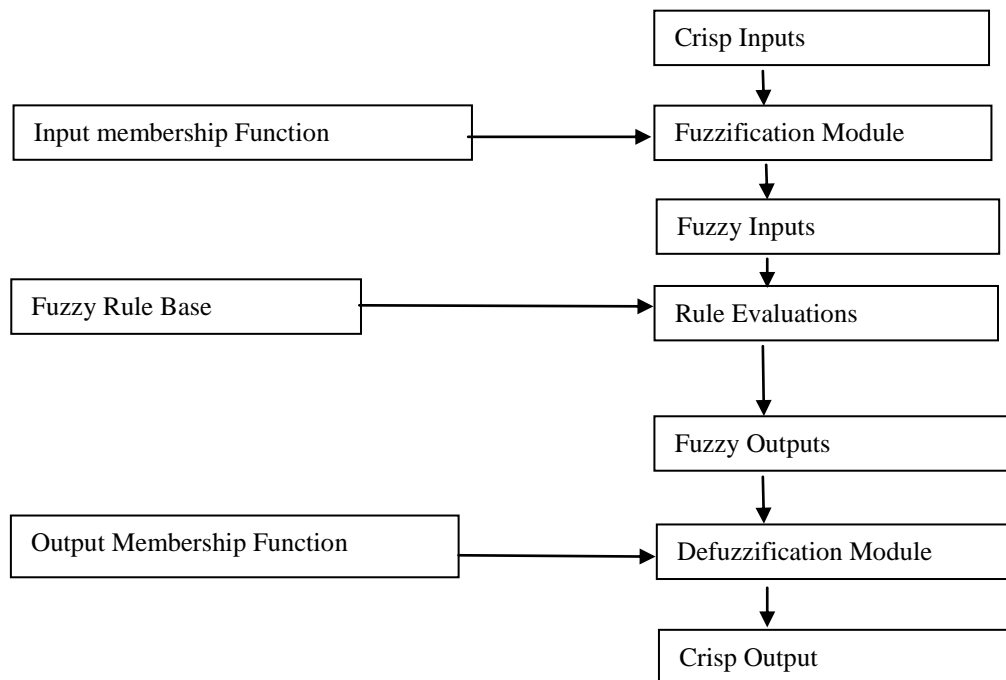 Crisp Inputs
Input membership Function
Fuzzification Module
Fuzzy Inputs
Fuzzy Rule Base
Rule Evaluations
Fuzzy Outputs
Output Membership Function
Defuzzification Module
Crisp Output